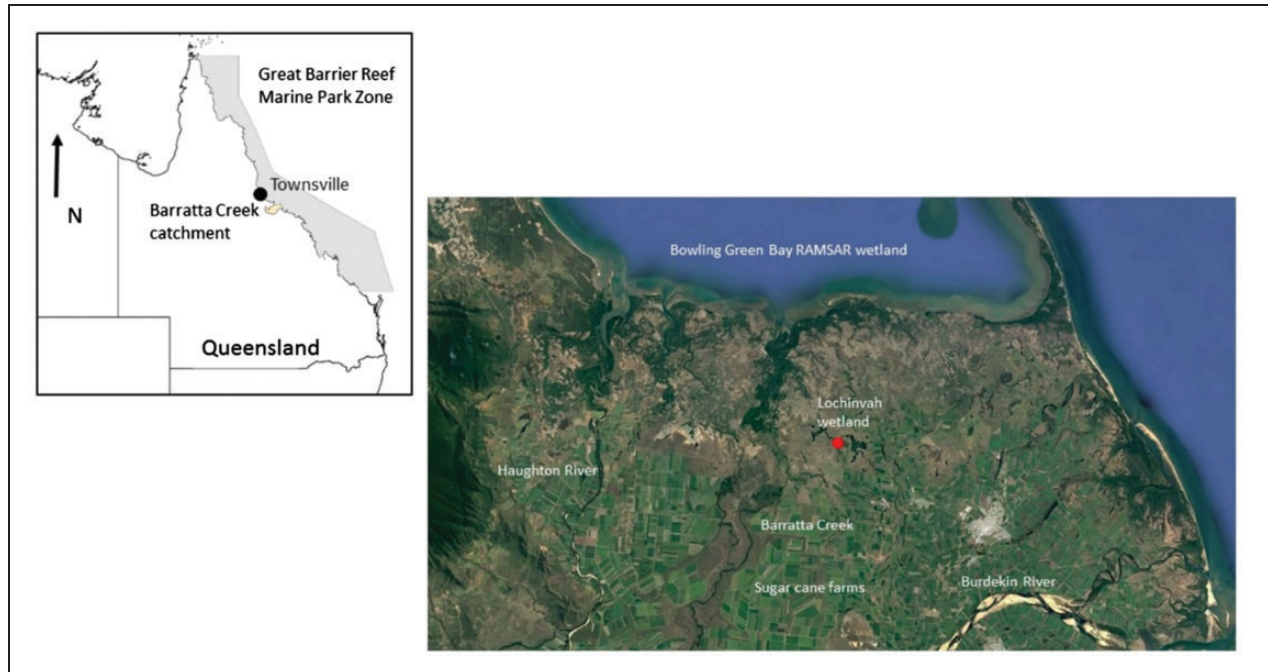 Great Barrier Reef
Marine Park Zone
Townsville
Barratta Creek
catchment
N
Queensland
Bowling Green Bay RAMSAR wetland
Lochinvah
wetland
Haughton River
Barratta Creek
Sugar cane farms
Burdekin River